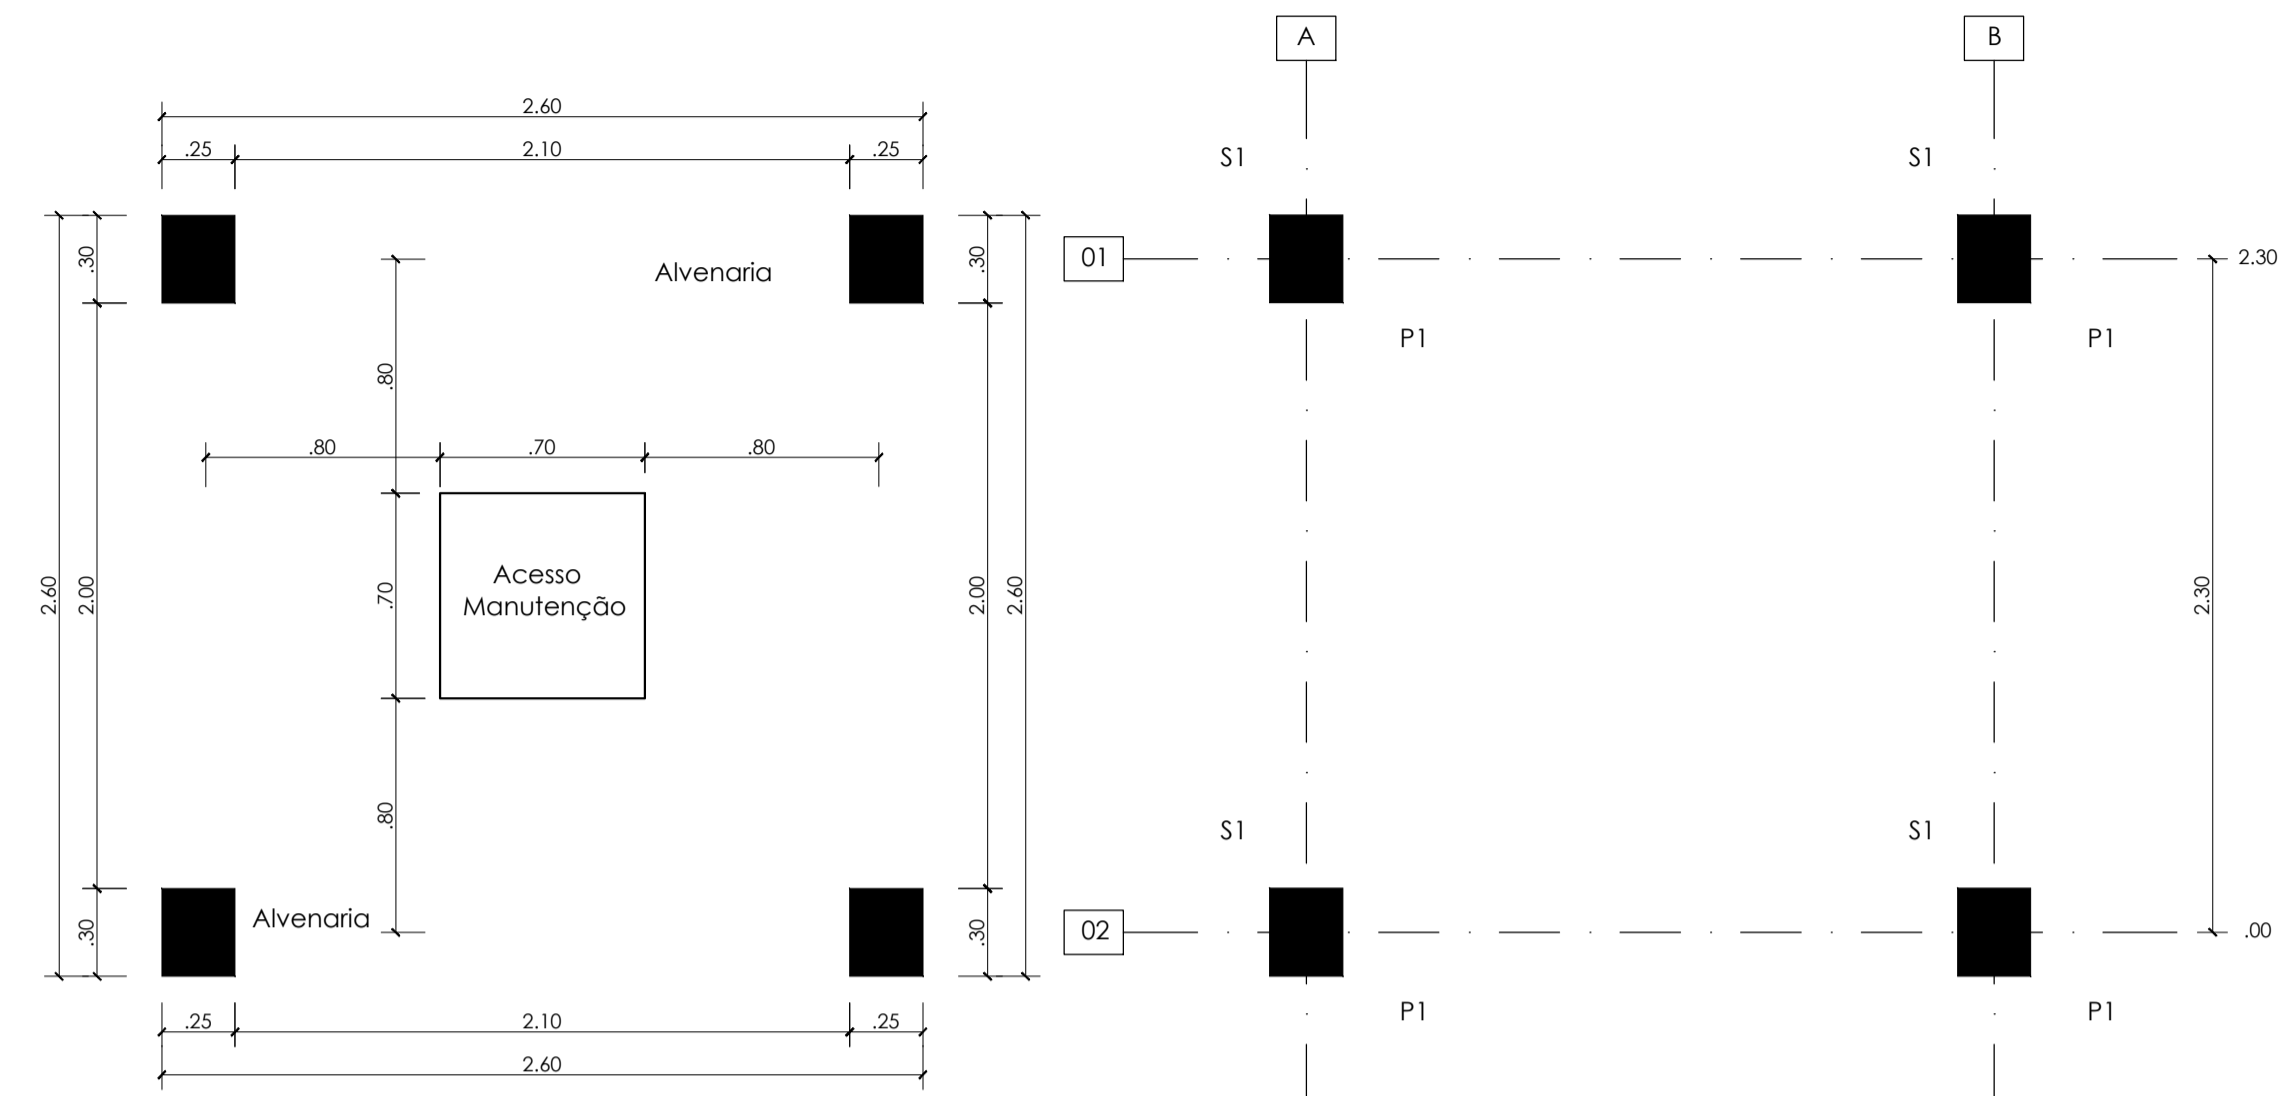 A
B
2.60
.25
2.10
.25
S1
S1
.30
Alvenaria
.30
01
2.30
P1
P1
.80
.80
.70
.80
2.60
2.00
.70
Acesso
Manutenção
2.00
2.60
2.30
.80
S1
S1
.30
Alvenaria
.30
02
.00
P1
P1
.25
2.10
.25
2.60